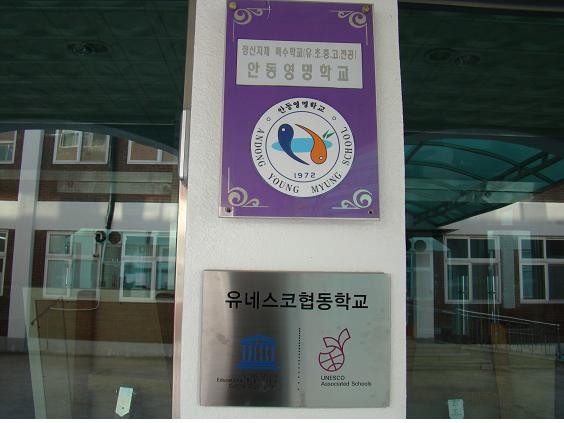 정신지체 특수학교(유.초.중.고.전공)
안동영명학교
안동영명학교
ANDONG YOUNG MYUNG SCHOOL
1972
유네스코협동학교
UNESCO
Associated Schools